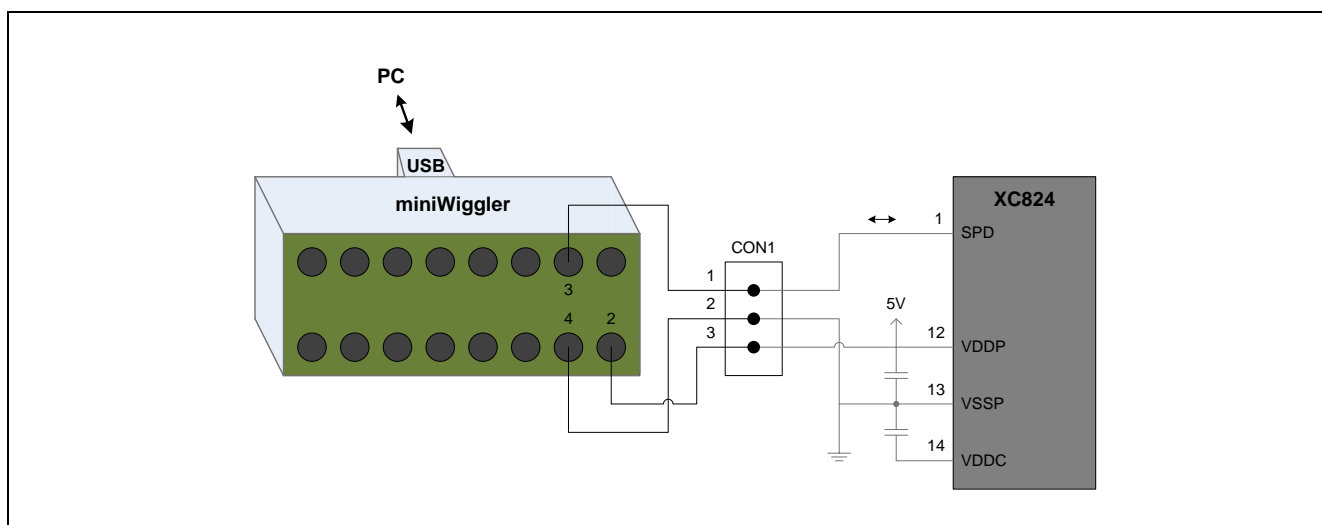 PC
USB
miniWiggler
3
4 2
CON1
1
2
3
XC824
1 SPD
5V
12 VDDP
13 VSSP
14 VDDC